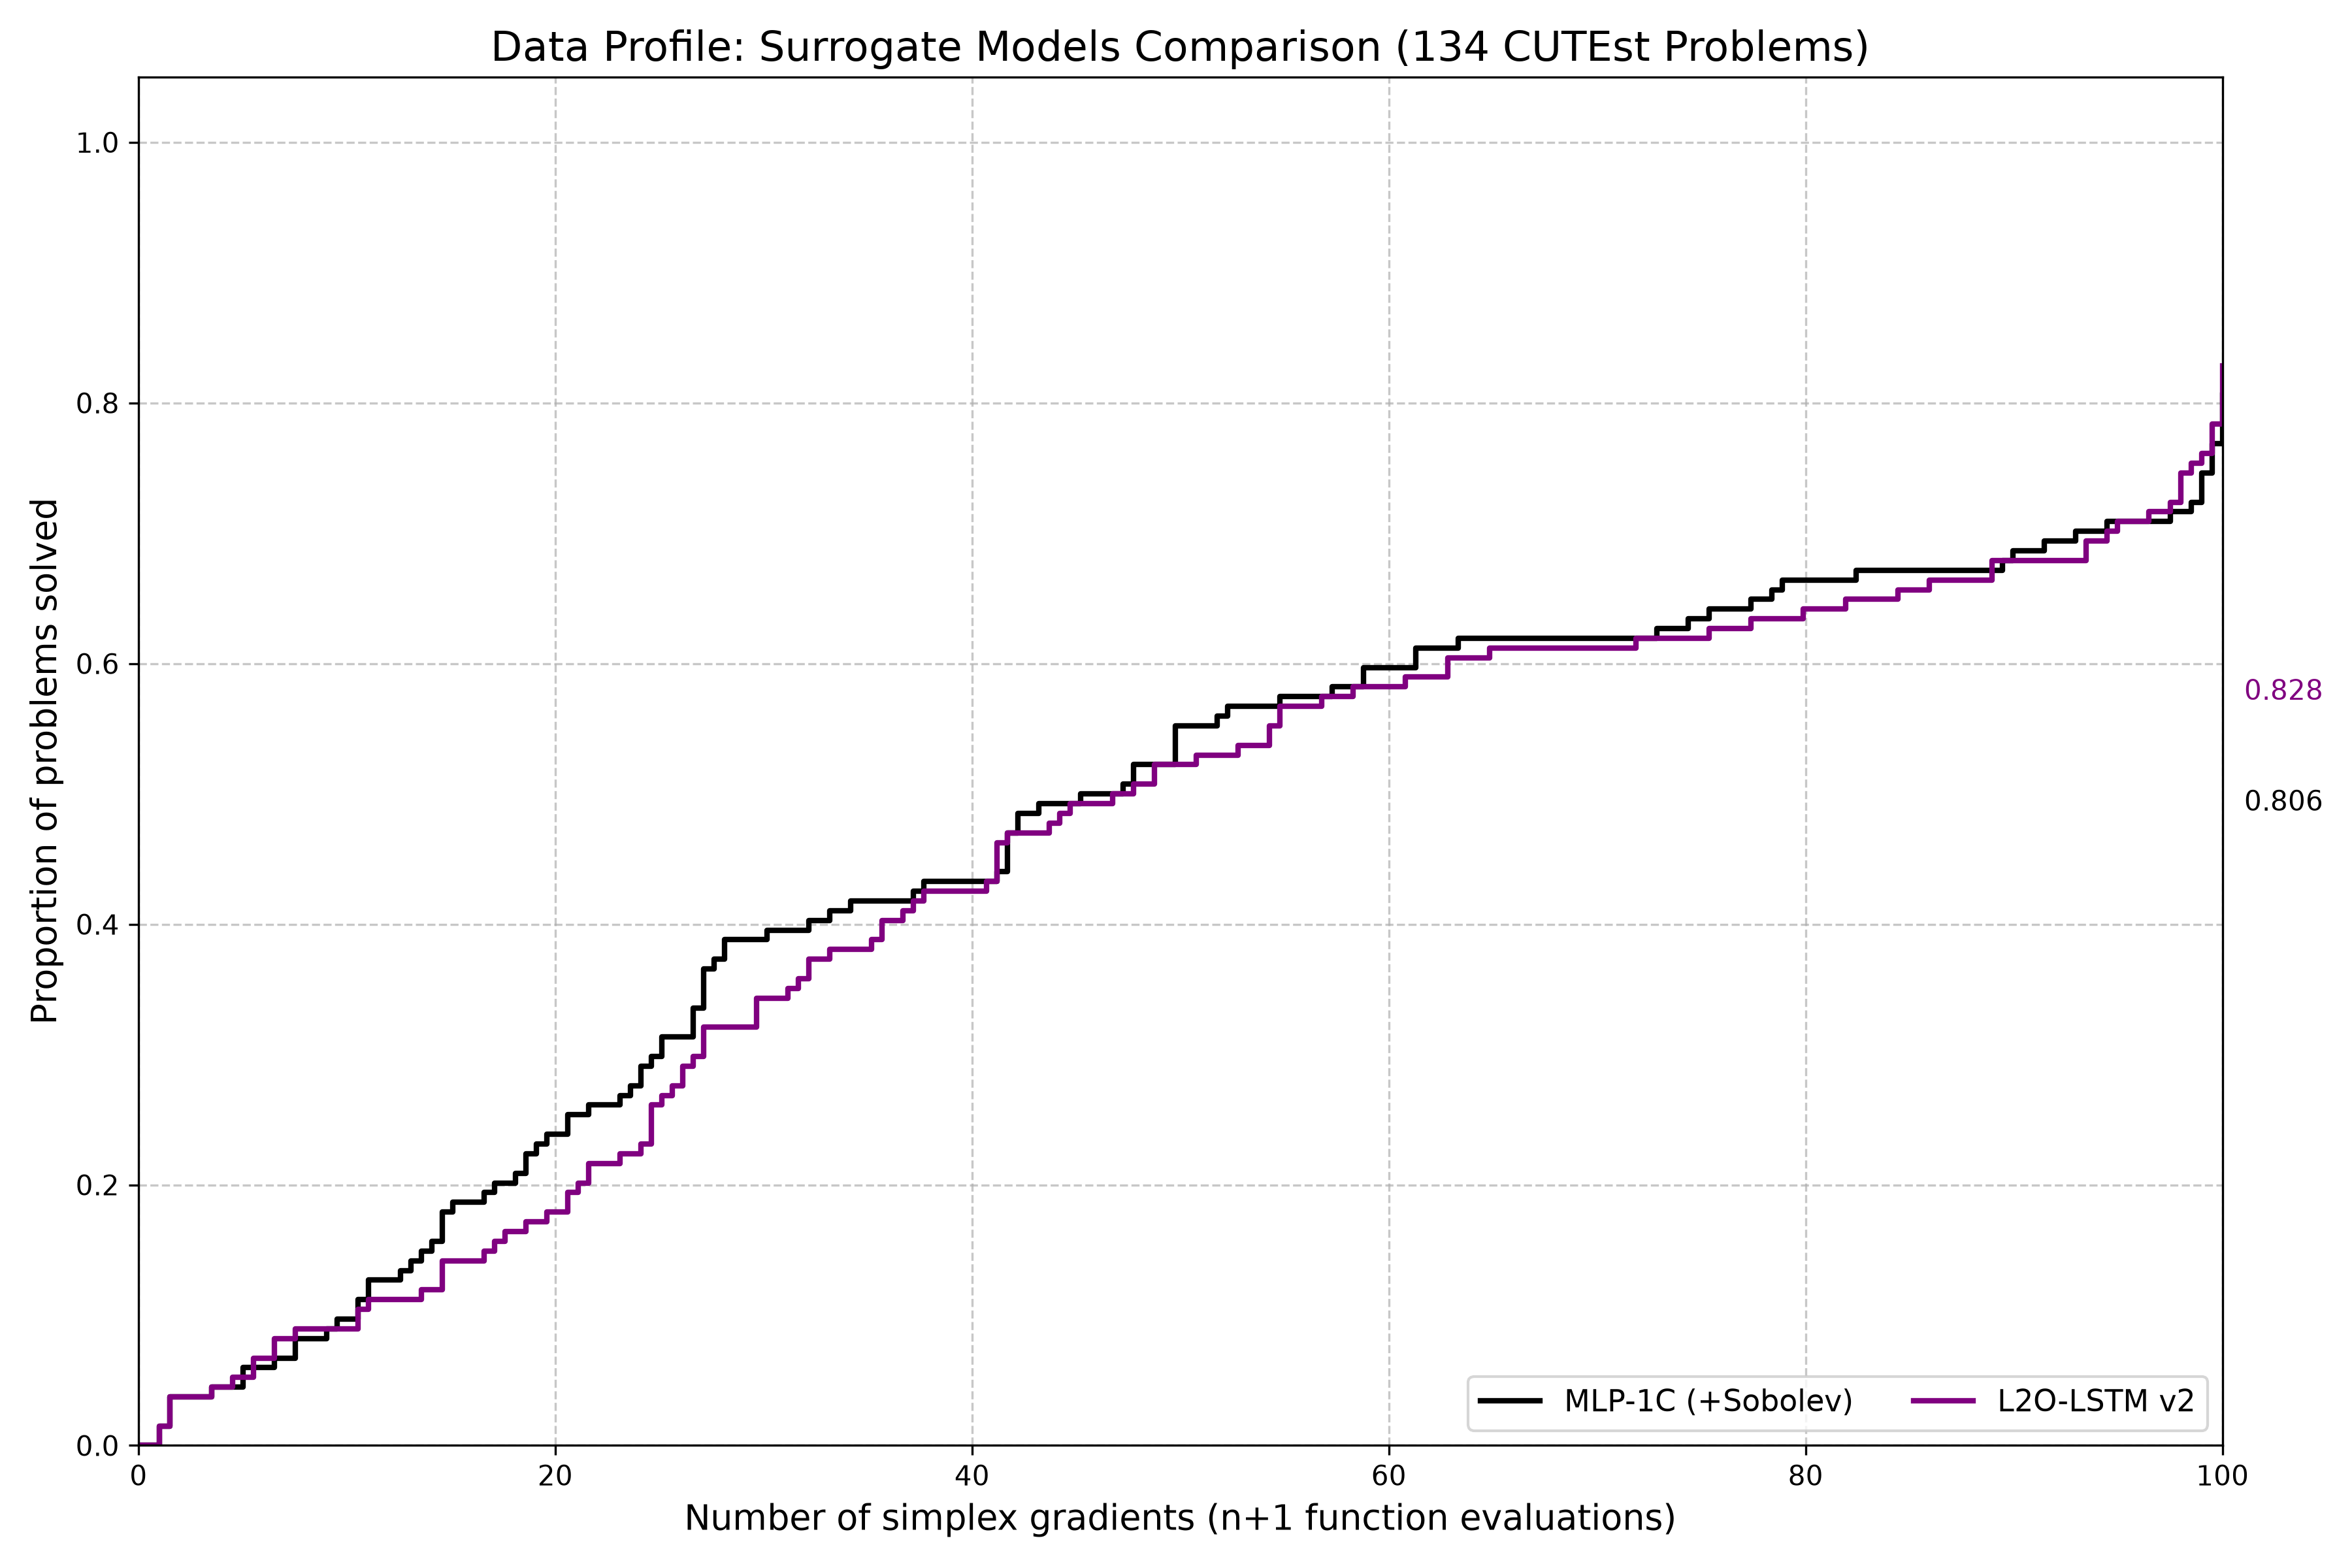 Data Profile: Surrogate Models Comparison (134 CUTEst Problems)
Proportion of problems solved
1.0
0.8
0.6
0.4
0.2
0.0
0.828
0.806
MLP-1C (+Sobolev) L2O-LSTM v2
0 20 40 60 80 100
Number of simplex gradients (n+1 function evaluations)